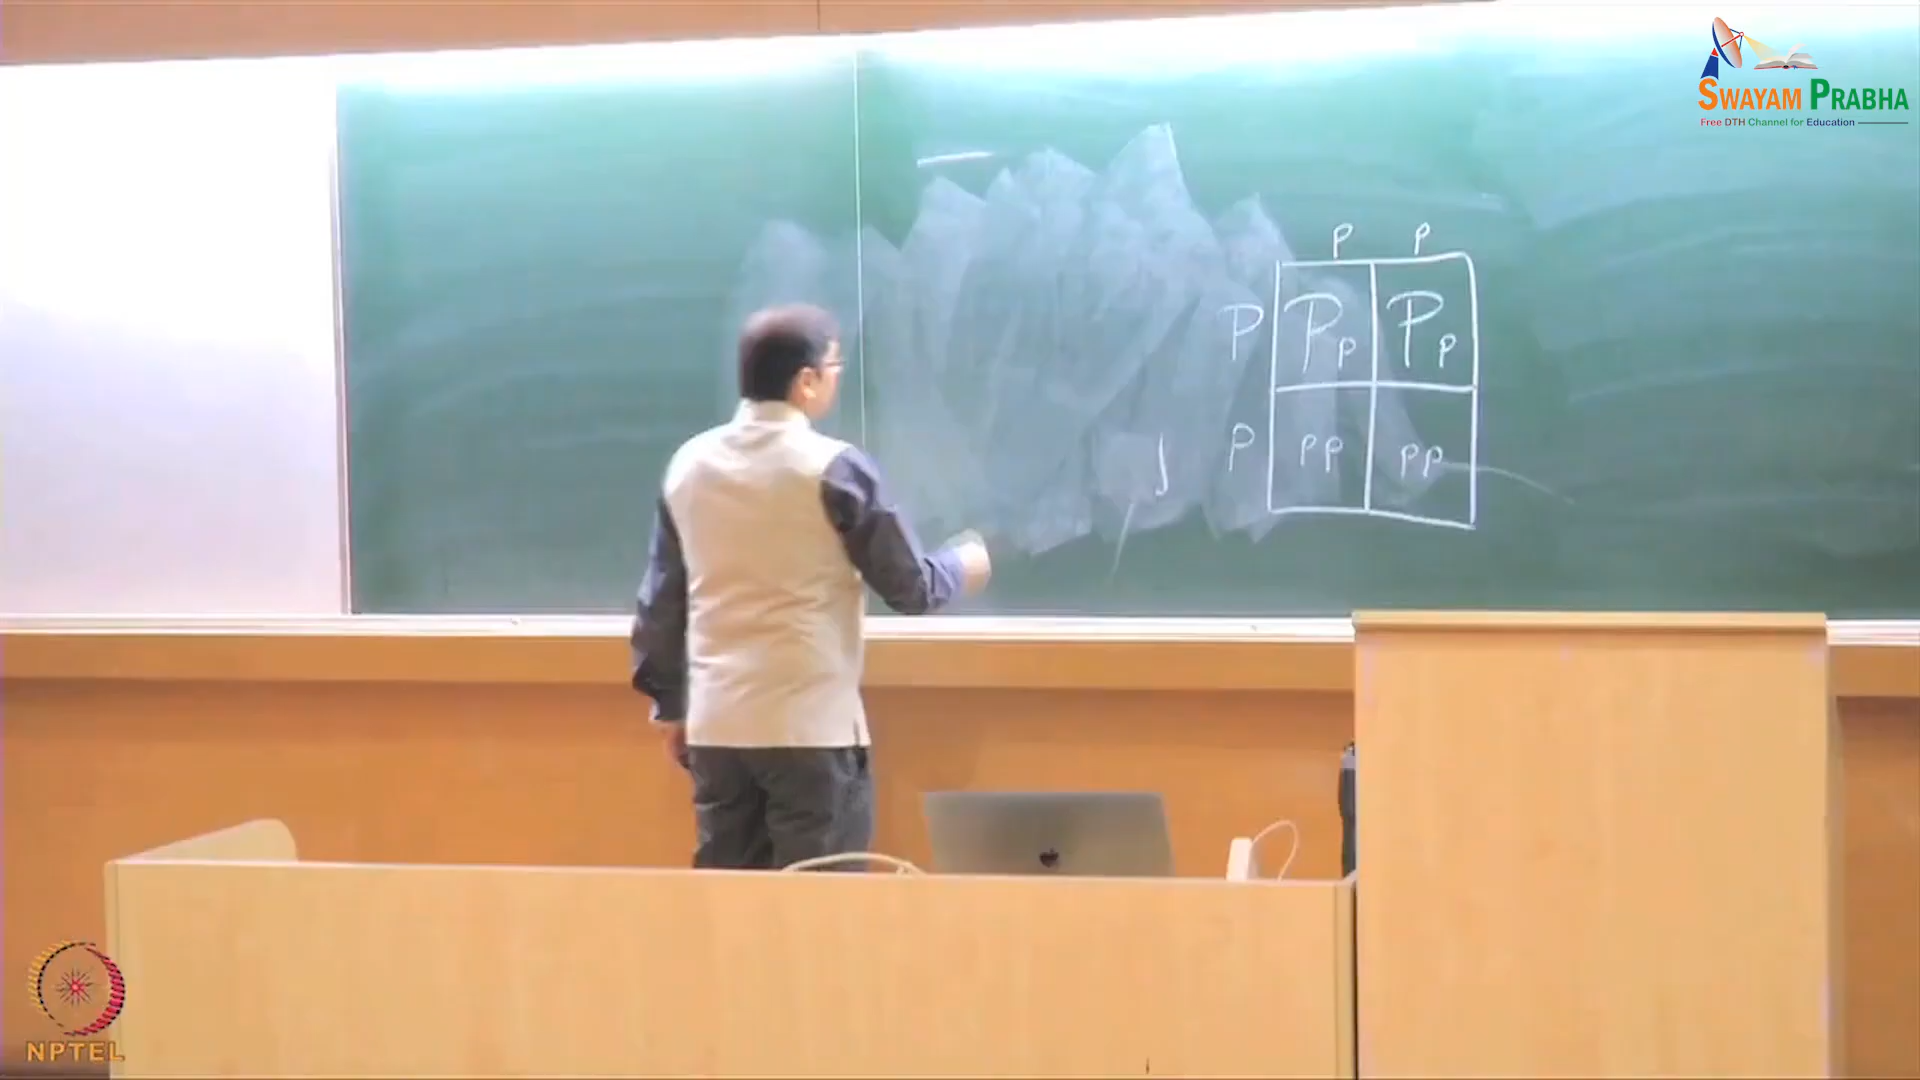 SWAYAM PRABHA
Free DTH Channel for Education
p p
P Pp Pp
p pp pp
NPTEL